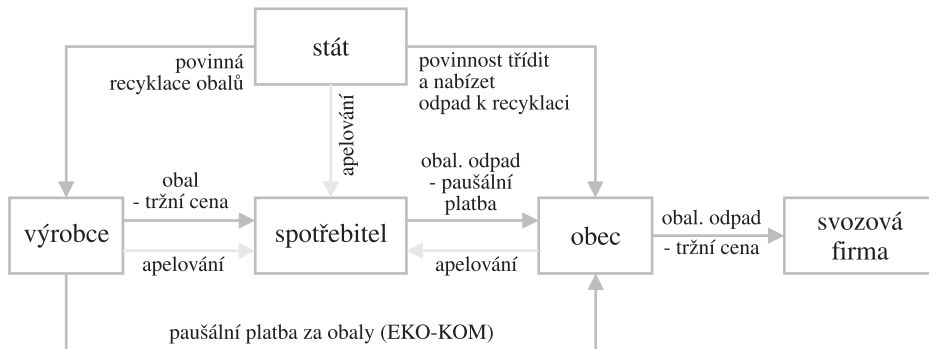 stát
povinná
recyklace obalů
povinnost třídit
a nabízet
odpad k recyklaci
apelování
obal
- tržní cena
obal. odpad
- paušální
platba
výrobce
spotřebitel
obec
obal. odpad
- tržní cena
svozová
firma
apelování
apelování
paušální platba za obaly (EKO-KOM)